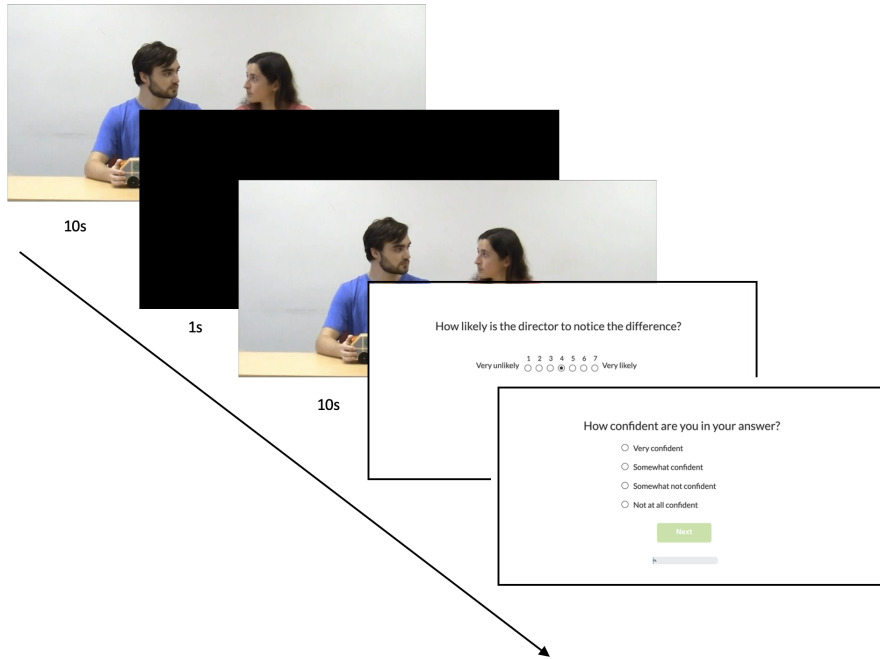 10s
1s
10s
How likely is the director to notice the difference?
1 2 3 4 5 6 7
Very unlikely Very likely
How confident are you in your answer?
Very confident
Somewhat confident
Somewhat not confident
Not at all confident
Next